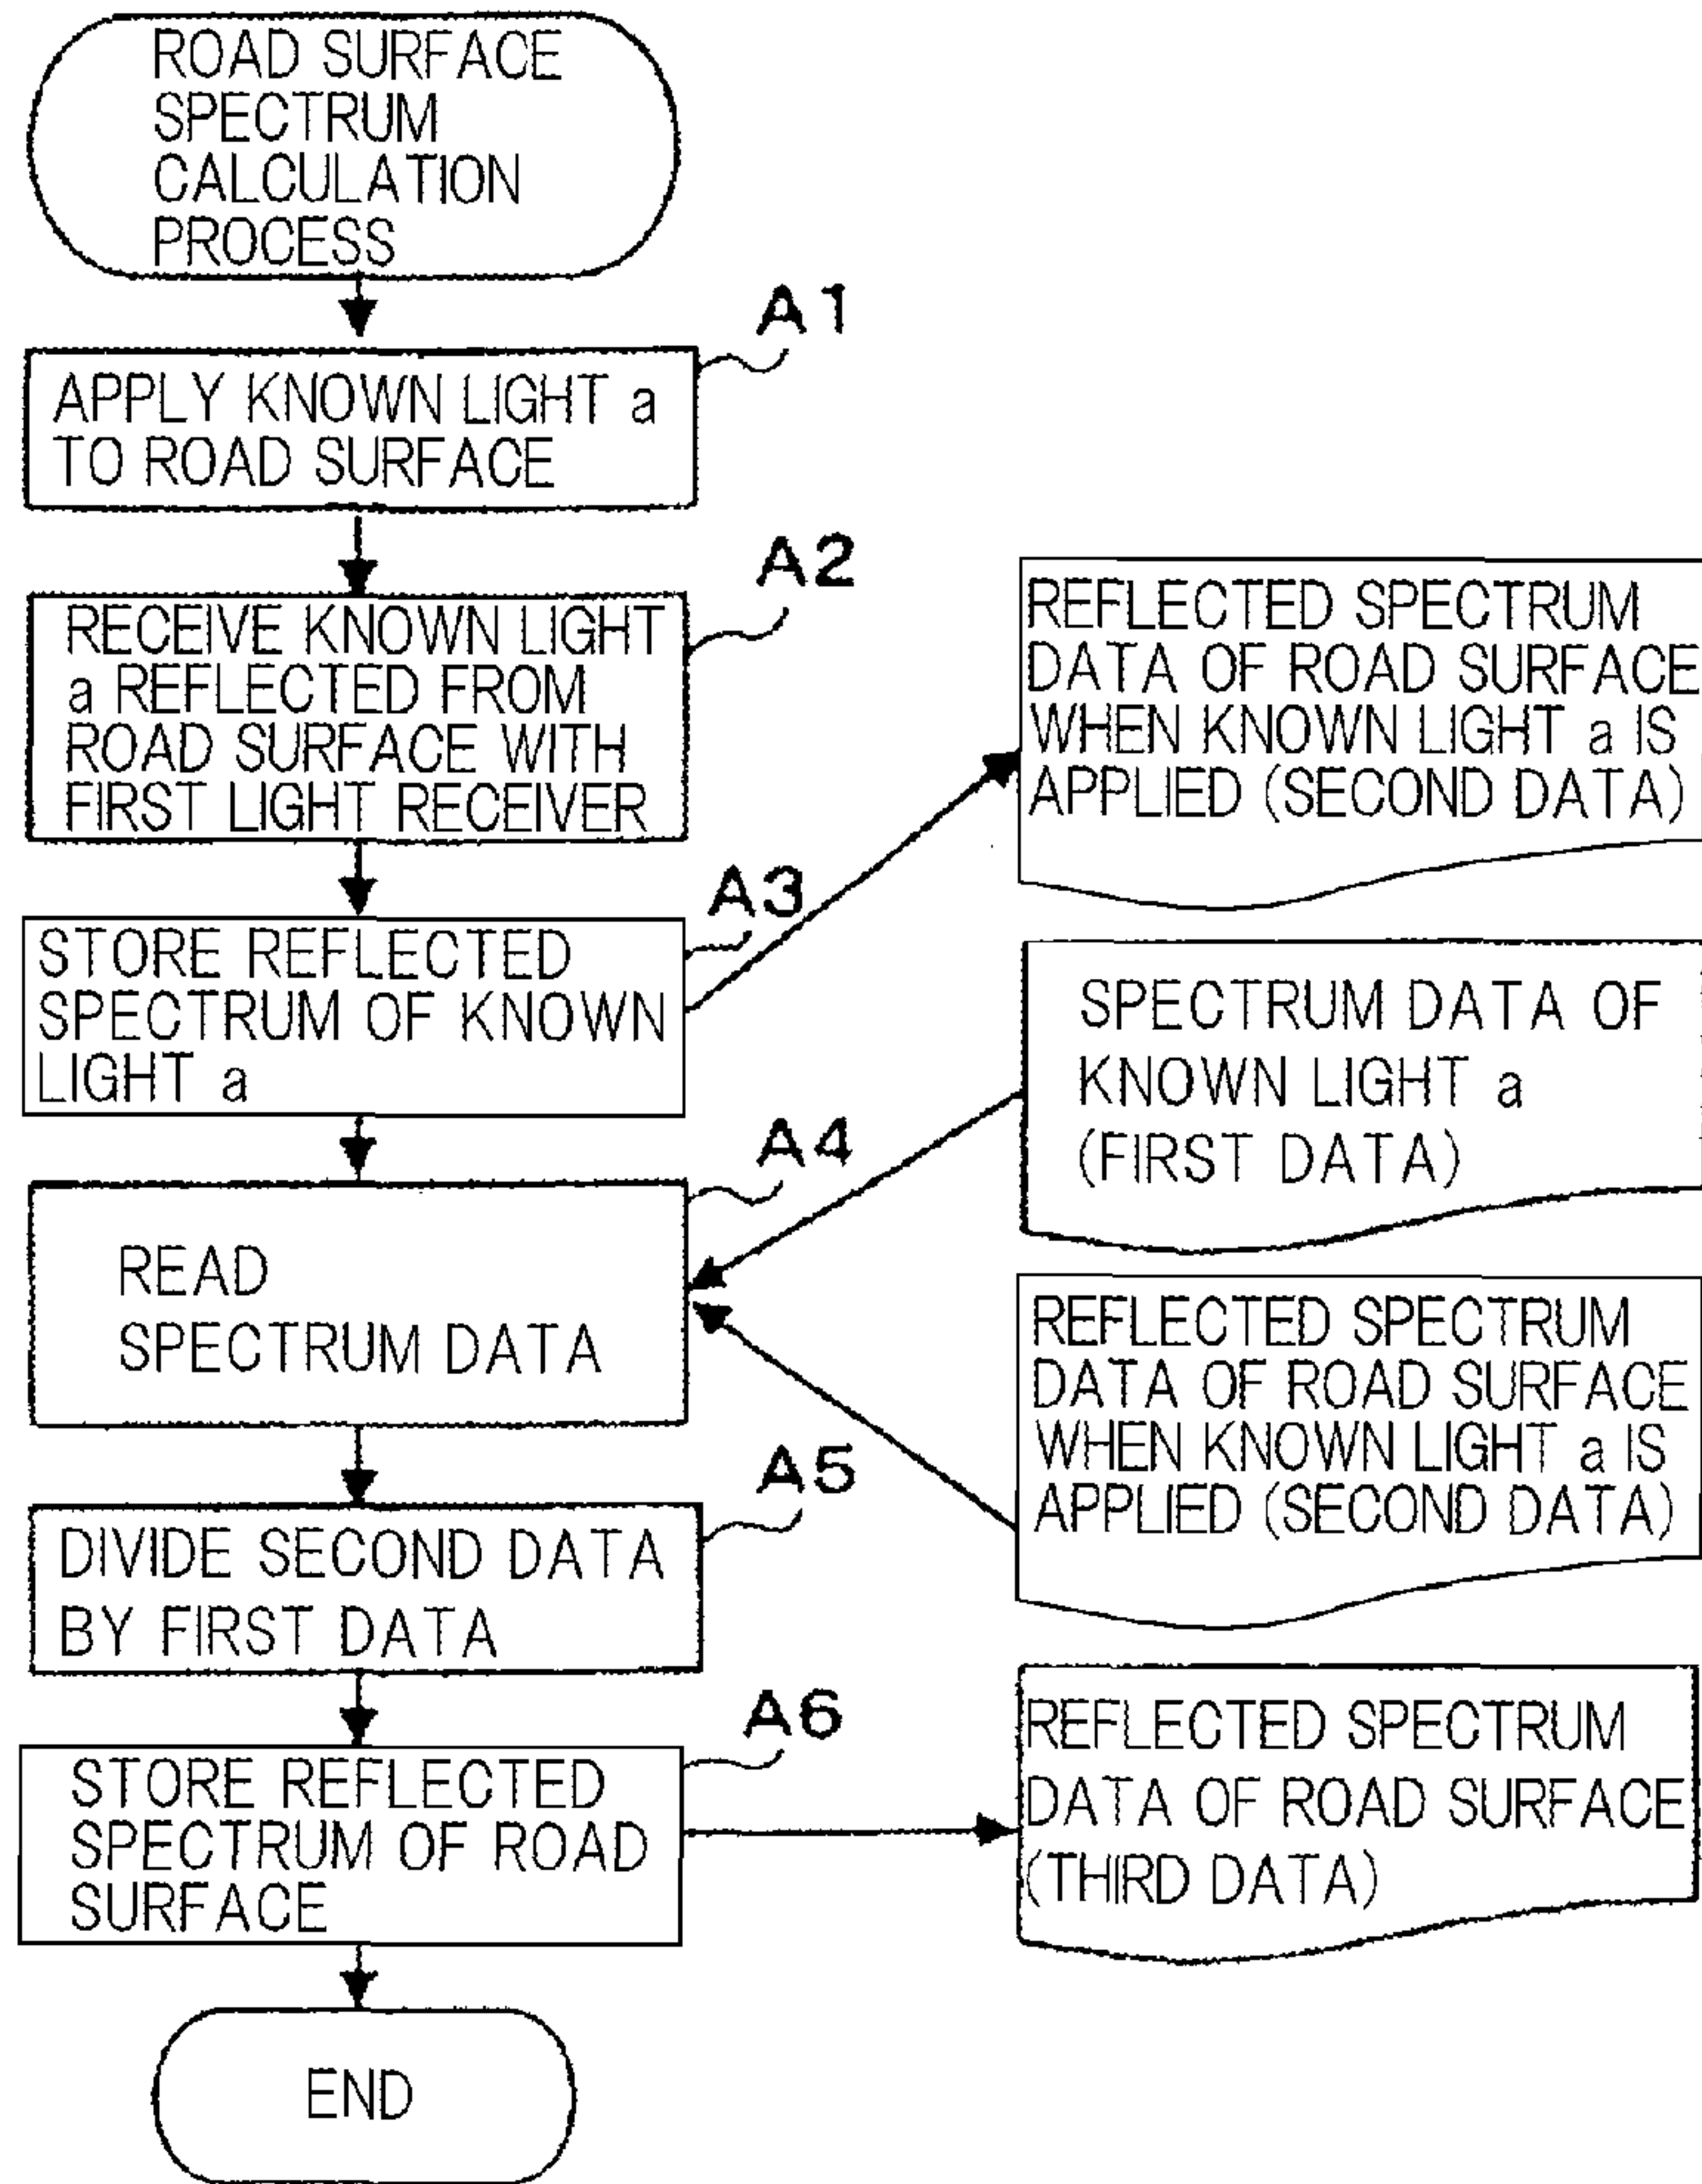 ROAD SURFACE
SPECTRUM
CALCULATION
PROCESS
A1
APPLY KNOWN LIGHT a
TO ROAD SURFACE
A2
RECEIVE KNOWN LIGHT
a REFLECTED FROM
ROAD SURFACE WITH
FIRST LIGHT RECEIVER
REFLECTED SPECTRUM
DATA OF ROAD SURFACE
WHEN KNOWN LIGHT a IS
APPLIED (SECOND DATA)
A3
STORE REFLECTED
SPECTRUM OF KNOWN
LIGHT a
SPECTRUM DATA OF
KNOWN LIGHT a
(FIRST DATA)
A4
READ
SPECTRUM DATA
REFLECTED SPECTRUM
DATA OF ROAD SURFACE
WHEN KNOWN LIGHT a IS
APPLIED (SECOND DATA)
A5
DIVIDE SECOND DATA
BY FIRST DATA
A6
STORE REFLECTED
SPECTRUM OF ROAD
SURFACE
REFLECTED SPECTRUM
DATA OF ROAD SURFACE
(THIRD DATA)
END